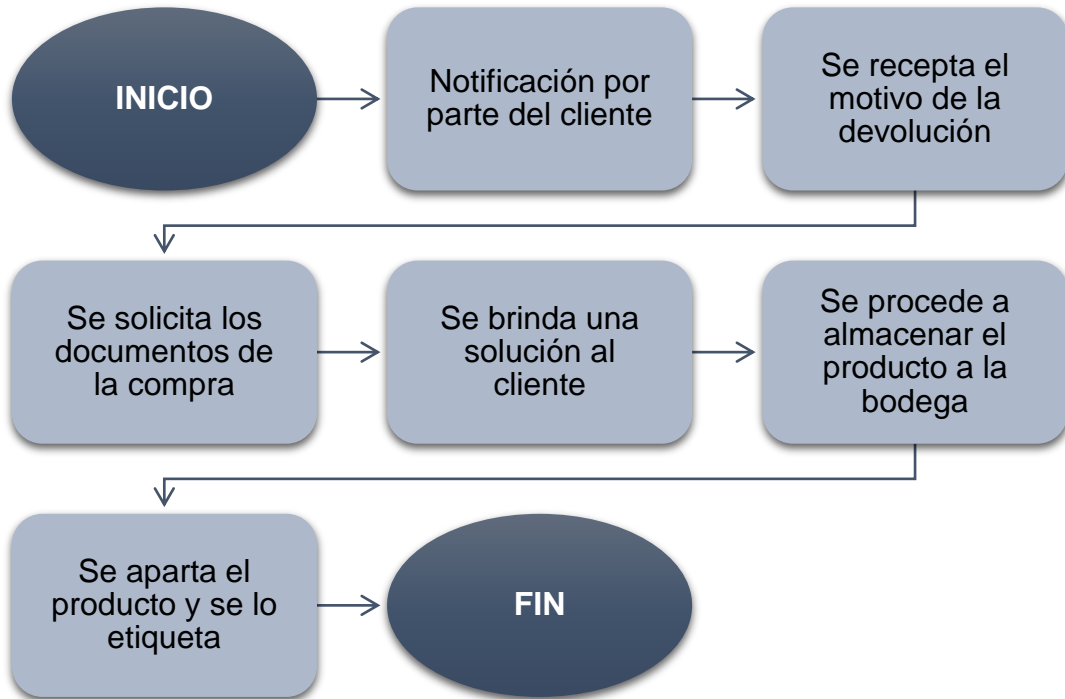 INICIO
Notificación por
parte del cliente
Se recepta el
motivo de la
devolución
Se solicita los
documentos de
la compra
Se brinda una
solución al
cliente
Se procede a
almacenar el
producto a la
bodega
Se aparta el
producto y se lo
etiqueta
FIN